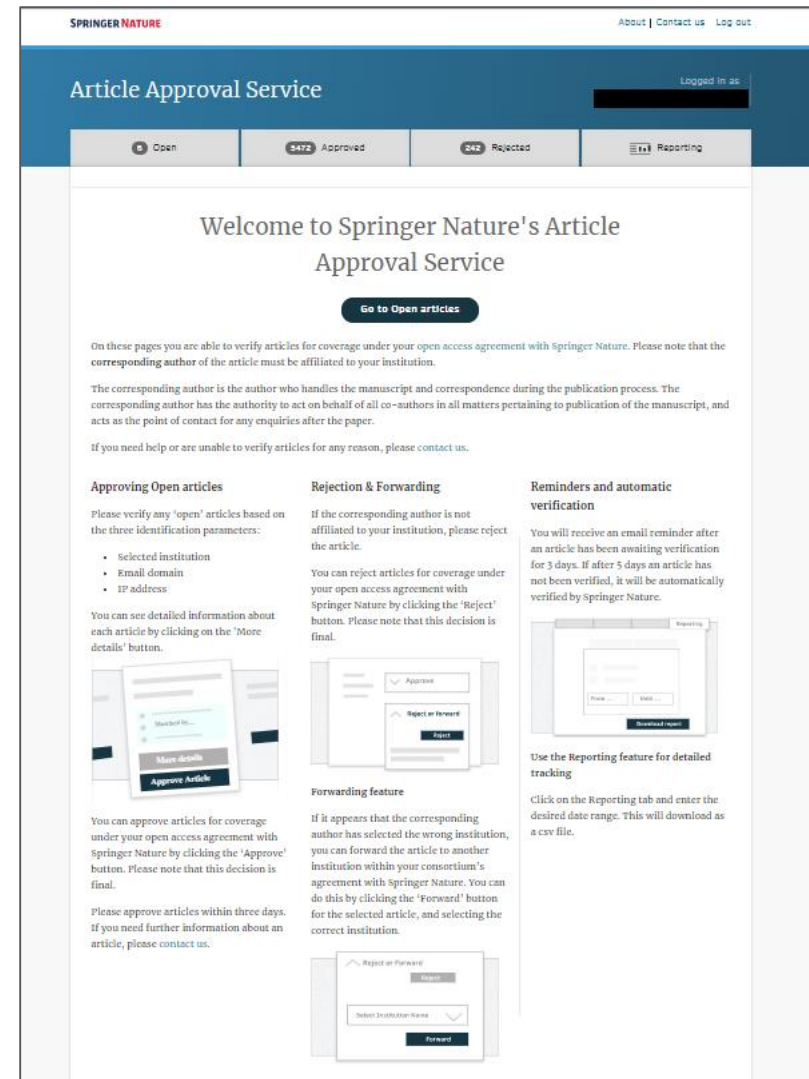 SPRINGER NATURE
About | Contact us Log out
Article Approval Service
Logged in as
Open
5472 Approved
242 Rejected
Reporting
Welcome to Springer Nature's Article
Approval Service
Go to Open articles
On these pages you are able to verify articles for coverage under your open access agreement with Springer Nature. Please note that the
corresponding author of the article must be affiliated to your institution.
The corresponding author is the author who handles the manuscript and correspondence during the publication process. The
corresponding author has the authority to act on behalf of all co-authors in all matters pertaining to publication of the manuscript, and
acts as the point of contact for any enquiries after the paper.
If you need help or are unable to verify articles for any reason, please contact us.
Approving Open articles
Please verify any 'open' articles based on
the three identification parameters:
• Selected institution
• Email domain
• IP address
You can see detailed information about
each article by clicking on the 'More
details' button.
Matched by...
More details
Approve Article
You can approve articles for coverage
under your open access agreement with
Springer Nature by clicking the 'Approve'
button. Please note that this decision is
final.
Please approve articles within three days.
If you need further information about an
article, please contact us.
Rejection & Forwarding
If the corresponding author is not
affiliated to your institution, please reject
the article.
You can reject articles for coverage under
your open access agreement with
Springer Nature by clicking the 'Reject'
button. Please note that this decision is
final.
Approve
Reject or Forward
Reject
Forwarding feature
If it appears that the corresponding
author has selected the wrong institution,
you can forward the article to another
institution within your consortium's
agreement with Springer Nature. You can
do this by clicking the 'Forward' button
for the selected article, and selecting the
correct institution.
Reject or Forward
Reject
Select Institution Name
Forward
Reminders and automatic
verification
You will receive an email reminder after
an article has been awaiting verification
for 3 days. If after 5 days an article has
not been verified, it will be automatically
verified by Springer Nature.
Reporting
Download report
Use the Reporting feature for detailed
tracking
Click on the Reporting tab and enter the
desired date range. This will download as
a csv file.